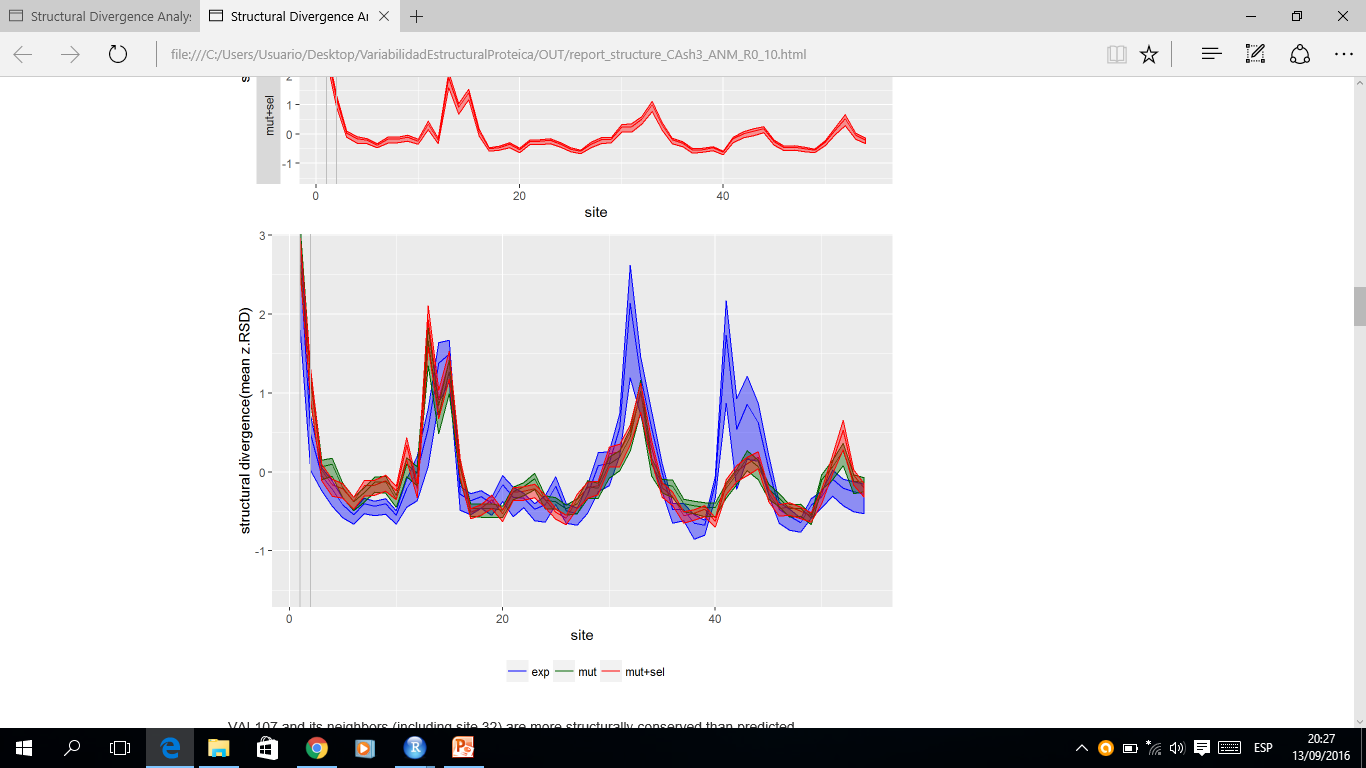 Structural Divergence Analys
Structural Divergence Ar
file:///C:/Users/Usuario/Desktop/VariabilidadEstructuralProteica/OUT/report_structure_CAsh3_ANM_R0_10.html
mut+sel
2
1
0
-1
0 20 40
site
structural divergence(mean z.RSD)
3
2
1
0
-1
0 20 40
site
exp mut mut+sel
VAL107 and its neighbors (including site 32) are more structurally conserved than predicted
ESP
20:27
13/09/2016